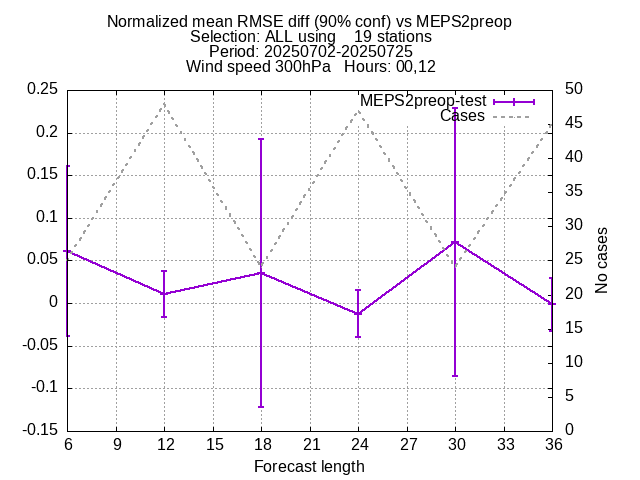 Normalized mean RMSE diff (90% conf) vs MEPS2preop
Selection: ALL using    19 stations
Period: 20250702-20250725
Wind speed 300hPa   Hours: 00,12
MEPS2preop-test
Cases
0.25
0.2
0.15
0.1
0.05
0
-0.05
-0.1
-0.15
50
45
40
35
30
25
20
15
10
5
0
No cases
6 9 12 15 18 21 24 27 30 33 36
Forecast length